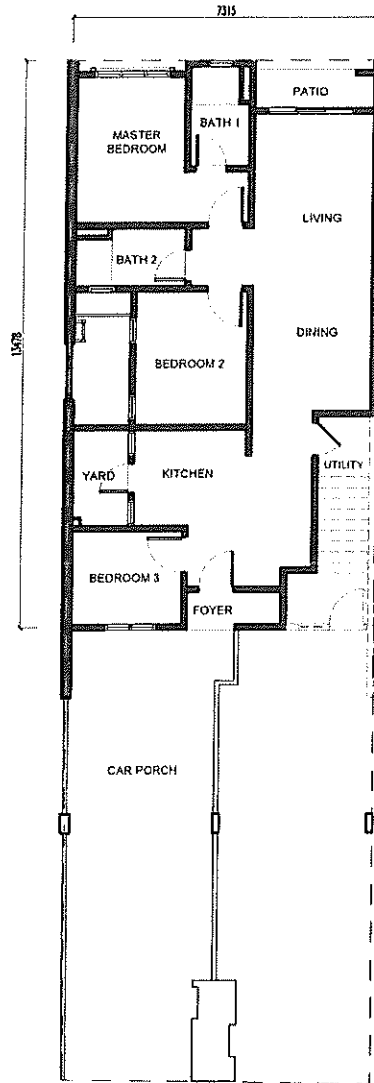 7315
PATIO
BATH 1
MASTER
BEDROOM
LIVING
BATH 2
13478
DINING
BEDROOM 2
UTILITY
YARD
KITCHEN
BEDROOM 3
FOYER
CAR PORCH